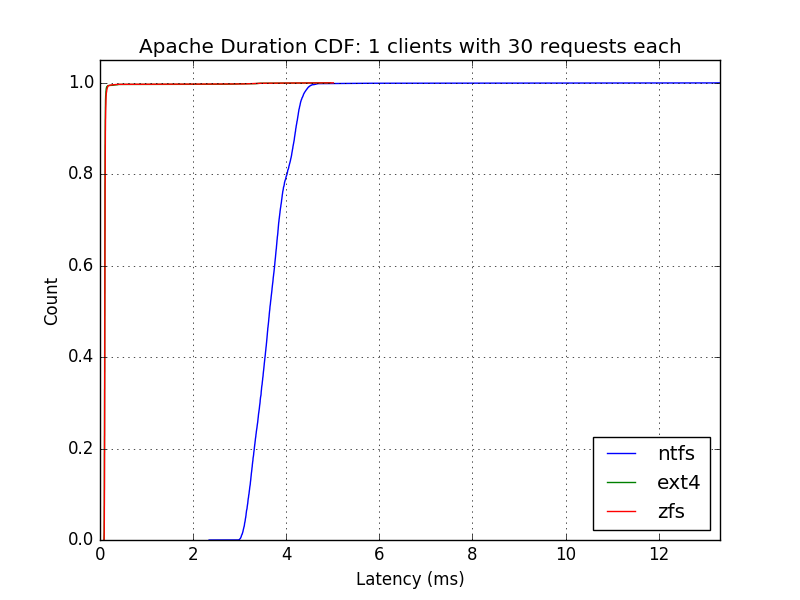 Apache Duration CDF: 1 clients with 30 requests each
1.0
0.8
0.6
0.4
0.2
0.0
Count
0 2 4 6 8 10 12
Latency (ms)
ntfs
ext4
zfs